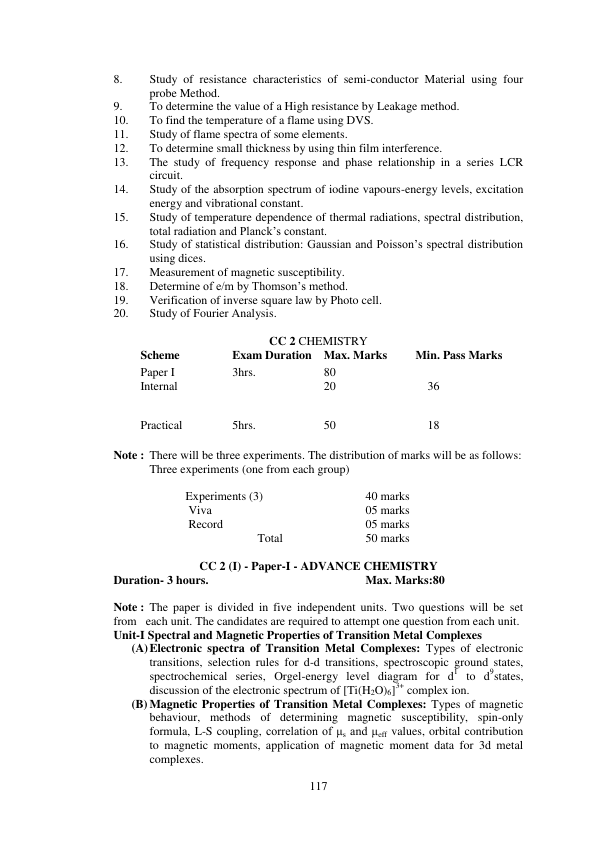 8. Study of resistance characteristics of semi-conductor Material using four
probe Method.
9. To determine the value of a High resistance by Leakage method.
10. To find the temperature of a flame using DVS.
11. Study of flame spectra of some elements.
12. To determine small thickness by using thin film interference.
13. The study of frequency response and phase relationship in a series LCR
circuit.
14. Study of the absorption spectrum of iodine vapours-energy levels, excitation
energy and vibrational constant.
15. Study of temperature dependence of thermal radiations, spectral distribution,
total radiation and Planck's constant.
16. Study of statistical distribution: Gaussian and Poisson's spectral distribution
using dices.
17. Measurement of magnetic susceptibility.
18. Determine of e/m by Thomson's method.
19. Verification of inverse square law by Photo cell.
20. Study of Fourier Analysis.
CC 2 CHEMISTRY
Scheme Exam Duration Max. Marks Min. Pass Marks
Paper I 3hrs. 80
Internal 20 36
Practical 5hrs. 50 18
Note : There will be three experiments. The distribution of marks will be as follows:
Three experiments (one from each group)
Experiments (3) 40 marks
Viva 05 marks
Record 05 marks
Total 50 marks
CC 2 (I) - Paper-I - ADVANCE CHEMISTRY
Duration- 3 hours. Max. Marks:80
Note : The paper is divided in five independent units. Two questions will be set
from each unit. The candidates are required to attempt one question from each unit.
Unit-I Spectral and Magnetic Properties of Transition Metal Complexes
(A) Electronic spectra of Transition Metal Complexes: Types of electronic
transitions, selection rules for d-d transitions, spectroscopic ground states,
spectrochemical series, Orgel-energy level diagram for d¹ to d⁹states,
discussion of the electronic spectrum of [Ti(H₂O)₆]³⁺ complex ion.
(B) Magnetic Properties of Transition Metal Complexes: Types of magnetic
behaviour, methods of determining magnetic susceptibility, spin-only
formula, L-S coupling, correlation of μs and μeff values, orbital contribution
to magnetic moments, application of magnetic moment data for 3d metal
complexes.
117